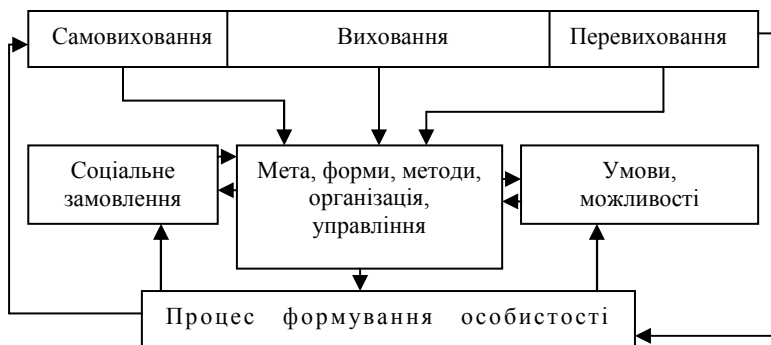 Самовиховання Виховання Перевиховання
Соціальне
замовлення
Мета, форми, методи,
організація,
управління
Умови,
можливості
Процес формування особистості